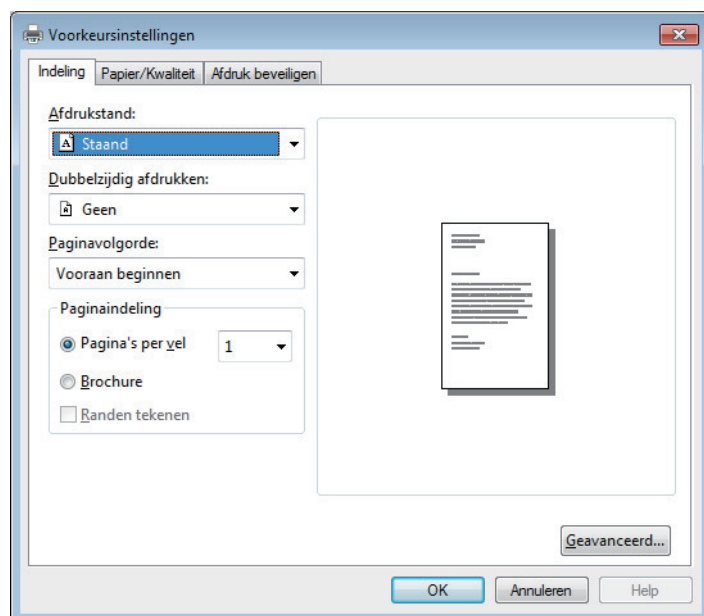 Voorkeursinstellingen
Indeling Papier/Kwaliteit Afdruk beveiligen
Afdrukstand:
Staand
Dubbelzijdig afdrukken:
Geen
Paginavolgorde:
Vooraan beginnen
Paginaindeling
Pagina's per vel 1
Brochure
Randen tekenen
Geavanceerd...
OK Annuleren Help